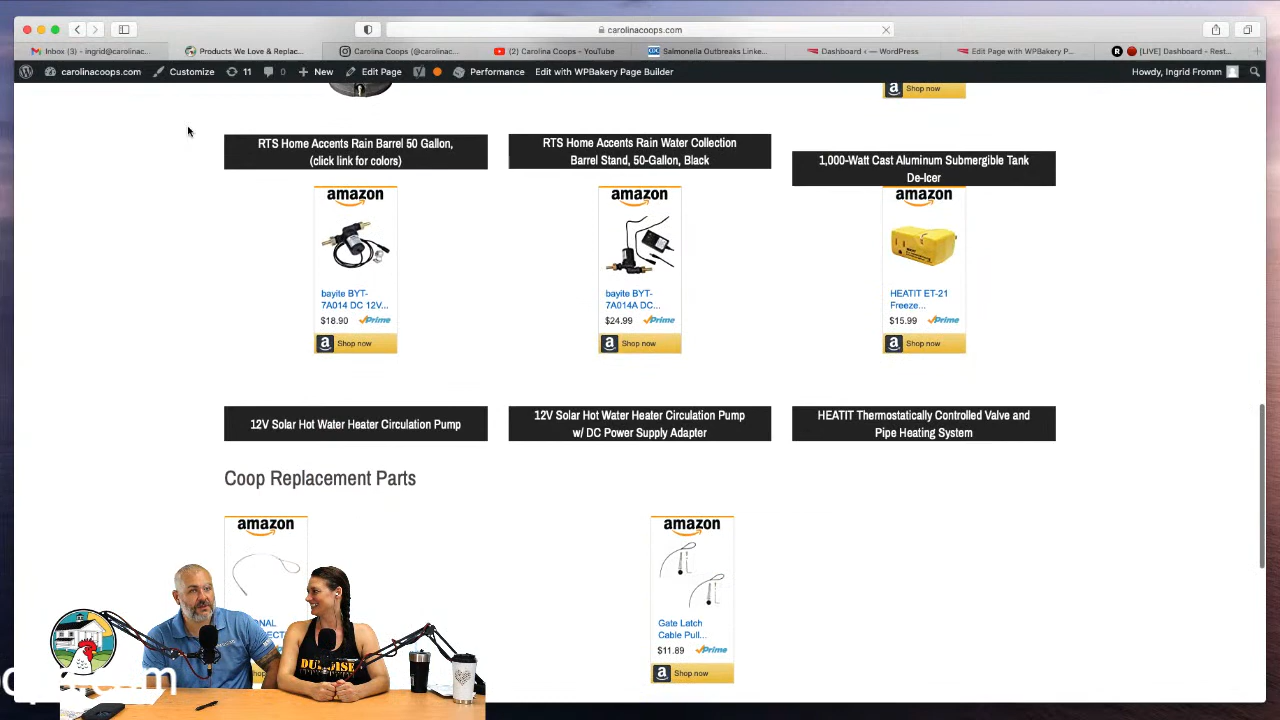 carolinacoops.com
Inbox (3) - ingrid@carolinac...
Products We Love & Replac...
Carolina Coops (@carolinac...
(2) Carolina Coops - YouTube
CDC
Salmonella Outbreaks Linke...
Dashboard ‹ — WordPress
Edit Page with WPBakery P...
R
[LIVE] Dashboard - Rest...
carolinacoops.com
Customize
11
0
New
Edit Page
Performance
Edit with WPBakery Page Builder
Howdy, Ingrid Fromm
Shop now
RTS Home Accents Rain Barrel 50 Gallon,
(click link for colors)
RTS Home Accents Rain Water Collection
Barrel Stand, 50-Gallon, Black
1,000-Watt Cast Aluminum Submergible Tank
De-Icer
amazon
bayite BYT-
7A014 DC 12V...
$18.90 Prime
Shop now
amazon
bayite BYT-
7A014A DC...
$24.99 Prime
Shop now
amazon
HEATIT ET-21
Freeze...
$15.99 Prime
Shop now
12V Solar Hot Water Heater Circulation Pump
12V Solar Hot Water Heater Circulation Pump
w/ DC Power Supply Adapter
HEATIT Thermostatically Controlled Valve and
Pipe Heating System
Coop Replacement Parts
amazon
amazon
Gate Latch
Cable Pull...
$11.89 Prime
Shop now